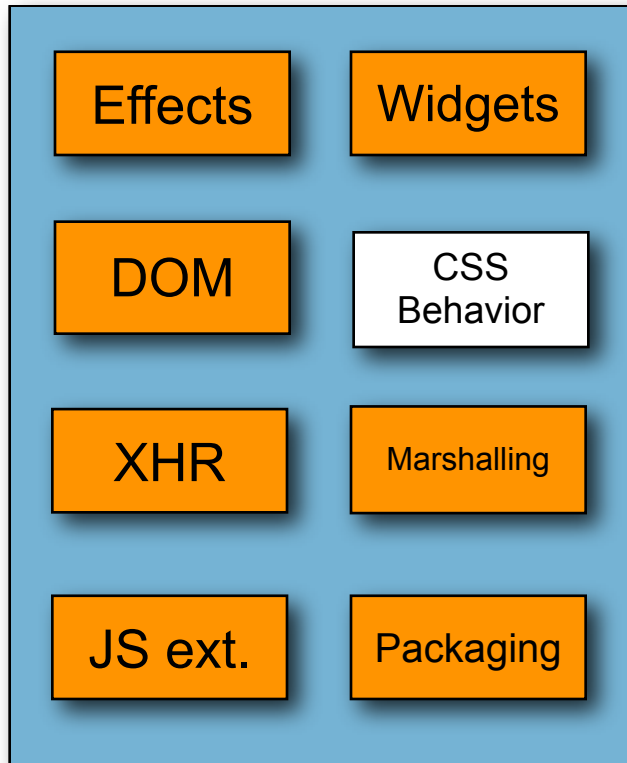 Effects
Widgets
DOM
CSS
Behavior
XHR
Marshalling
JS ext.
Packaging